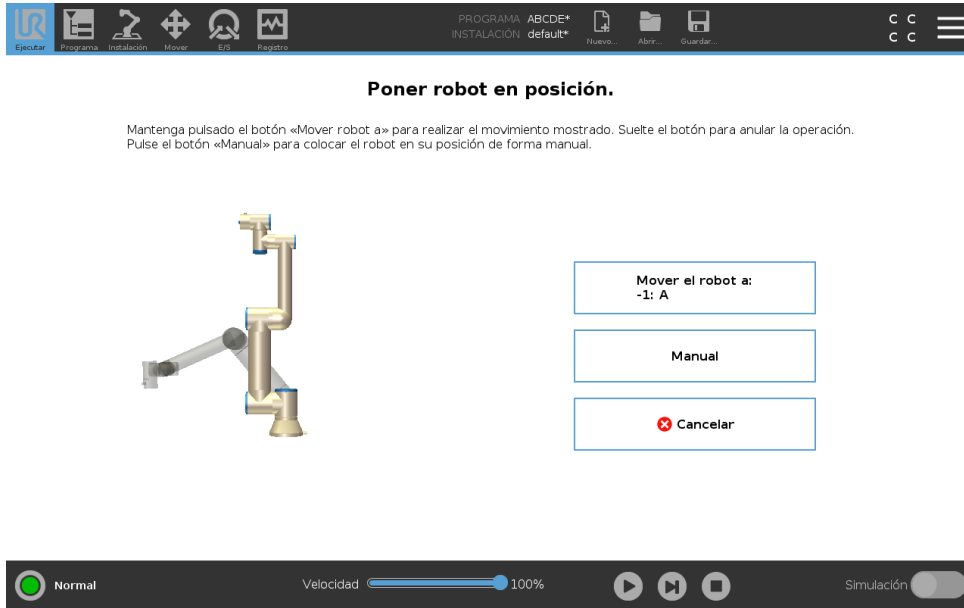 PROGRAMA ABCDE*
INSTALACIÓN default*
C C
C C
Ejecutar Programa Instalación Mover E/S Registro Nuevo... Abrir... Guardar...
Poner robot en posición.
Mantenga pulsado el botón «Mover robot a» para realizar el movimiento mostrado. Suelte el botón para anular la operación.
Pulse el botón «Manual» para colocar el robot en su posición de forma manual.
Mover el robot a:
-1: A
Manual
Cancelar
Normal Velocidad 100% Simulación